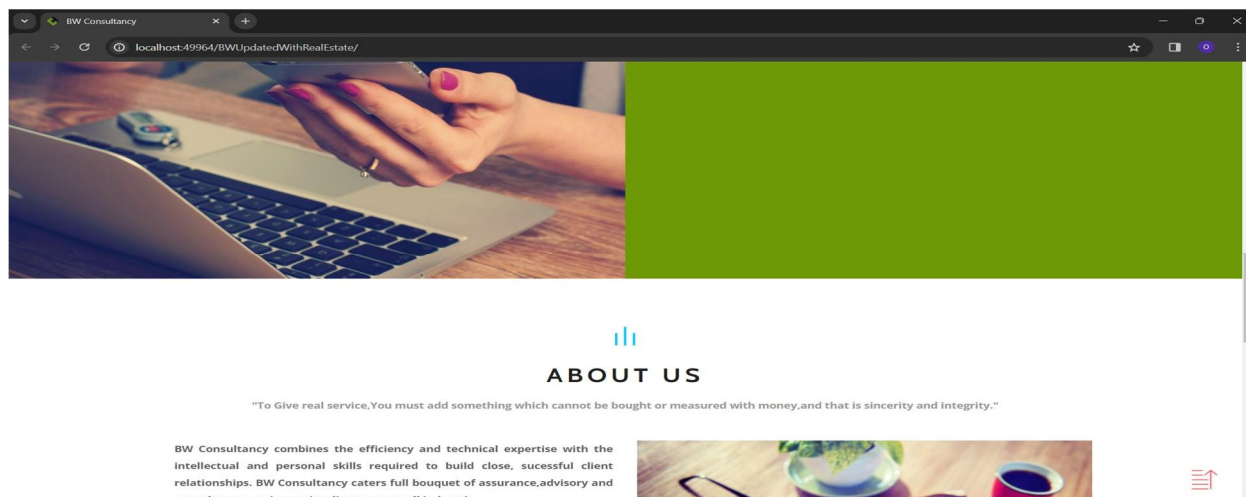 BW Consultancy
localhost:49964/BWUpdatedWithRealEstate/
O
ABOUT US
"To Give real service,You must add something which cannot be bought or measured with money,and that is sincerity and integrity."
BW Consultancy combines the efficiency and technical expertise with the
intellectual and personal skills required to build close, sucessful client
relationships. BW Consultancy caters full bouquet of assurance,advisory and